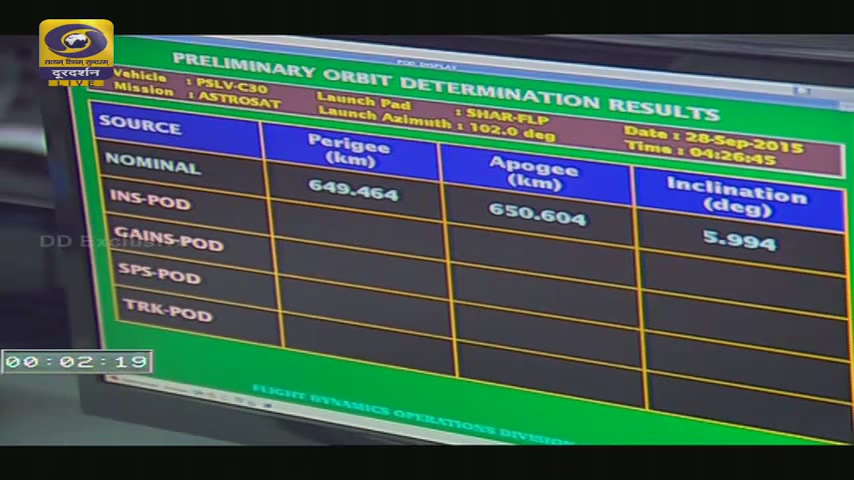 सत्यम् शिवम् सुन्दरम्
दूरदर्शन
LIVE
POD DISPLAY
PRELIMINARY ORBIT DETERMINATION RESULTS
Vehicle : PSLV-C30 Launch Pad : SHAR-FLP Date : 28-Sep-2015
Mission : ASTROSAT Launch Azimuth : 102.0 deg Time : 04:26:45
SOURCE Perigee (km) Apogee (km) Inclination (deg)
NOMINAL 649.464 650.604 5.994
INS-POD
GAINS-POD
SPS-POD
TRK-POD
DD
00:02:19
FLIGHT DYNAMICS OPERATIONS DIVISION